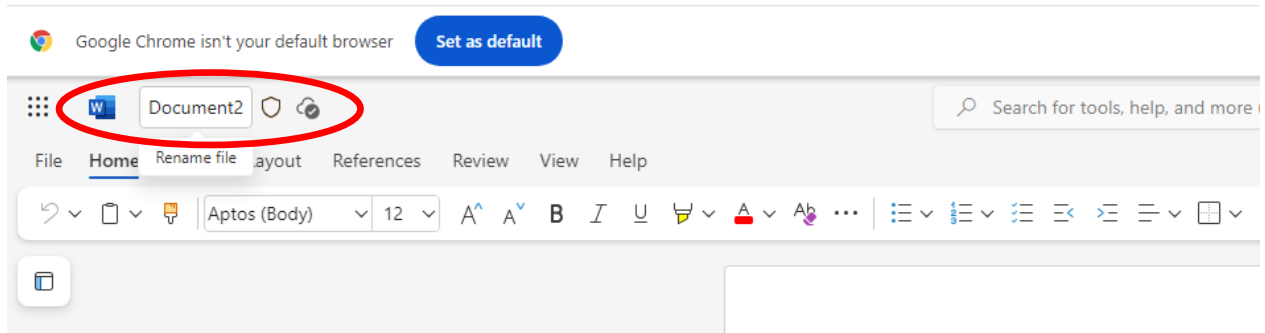 Google Chrome isn't your default browser Set as default
W Document2 Search for tools, help, and more
File Home Rename file ayout References Review View Help
Aptos (Body) 12 A A B I U A Ab